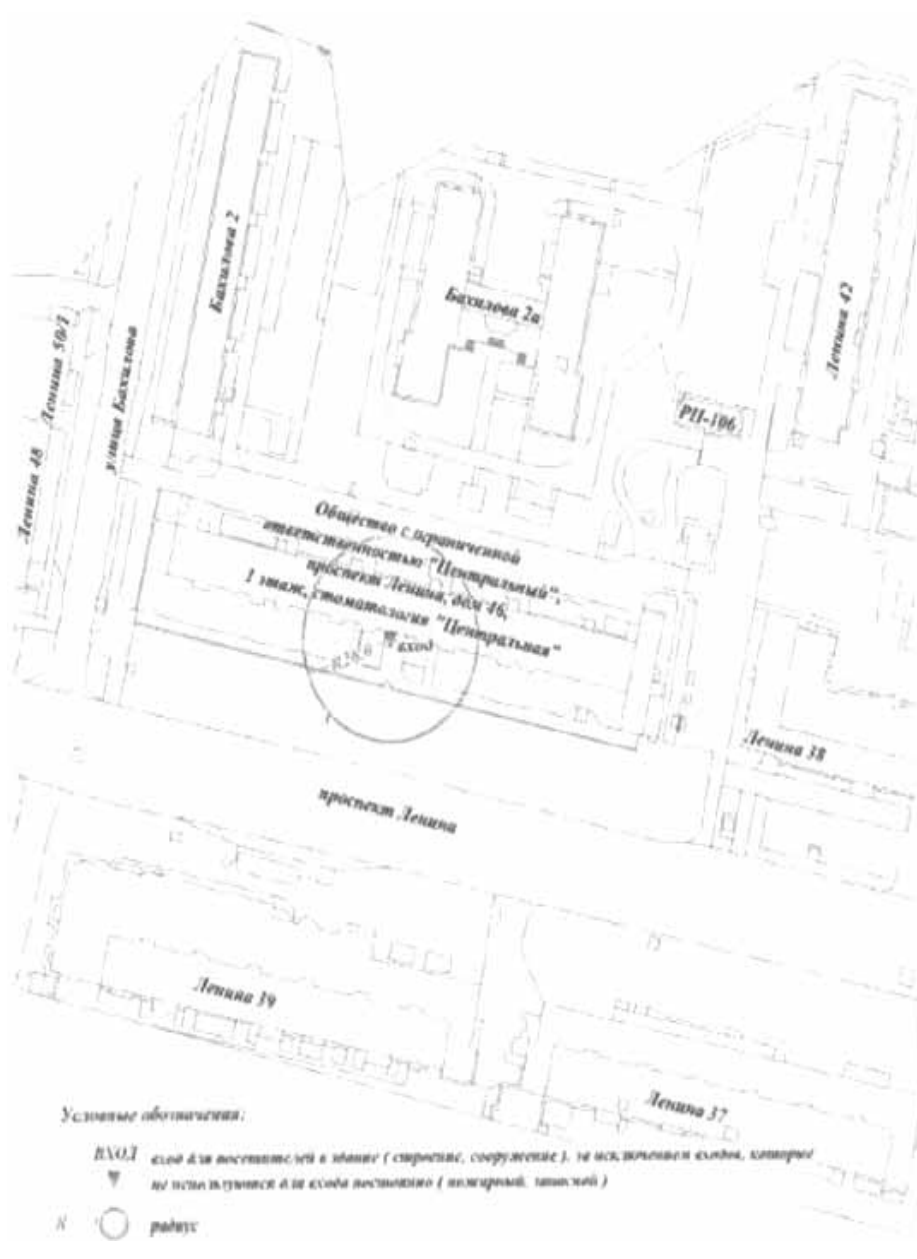 Бахилова 2
Бахилова 2а
Ленина 42
Ленина 50/1
улица Бахилова
Ленина 48
РП-106
Общество с ограниченной
ответственностью "Центральный",
проспект Ленина, дом 46,
1 этаж, стоматология "Центральная"
вход
Ленина 38
проспект Ленина
Ленина 39
Ленина 37
Условные обозначения:
ВХОД вход для посетителей в здание ( строение, сооружение ), за исключением входов, которые
не используются для входа постоянно ( пожарный, запасной )
R радиус